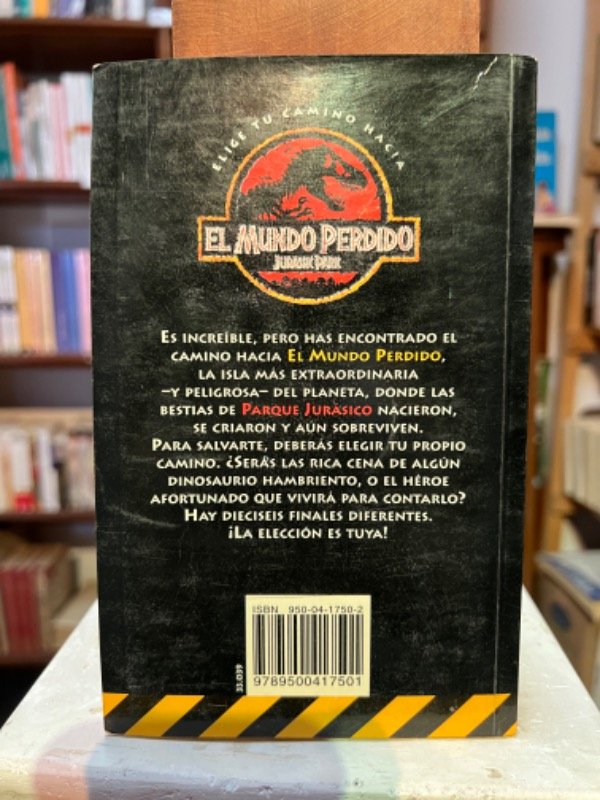 ELIGE TU CAMINO HACIA
EL MUNDO PERDIDO
JURASSIC PARK
ES INCREÍBLE, PERO HAS ENCONTRADO EL
CAMINO HACIA EL MUNDO PERDIDO,
LA ISLA MÁS EXTRAORDINARIA
–Y PELIGROSA– DEL PLANETA, DONDE LAS
BESTIAS DE PARQUE JURÁSICO NACIERON,
SE CRIARON Y AÚN SOBREVIVEN.
PARA SALVARTE, DEBERÁS ELEGIR TU PROPIO
CAMINO. ¿SERÁS LAS RICA CENA DE ALGÚN
DINOSAURIO HAMBRIENTO, O EL HÉROE
AFORTUNADO QUE VIVIRÁ PARA CONTARLO?
HAY DIECISEIS FINALES DIFERENTES.
¡LA ELECCIÓN ES TUYA!
ISBN 950-04-1750-2
33.039
9789500417501